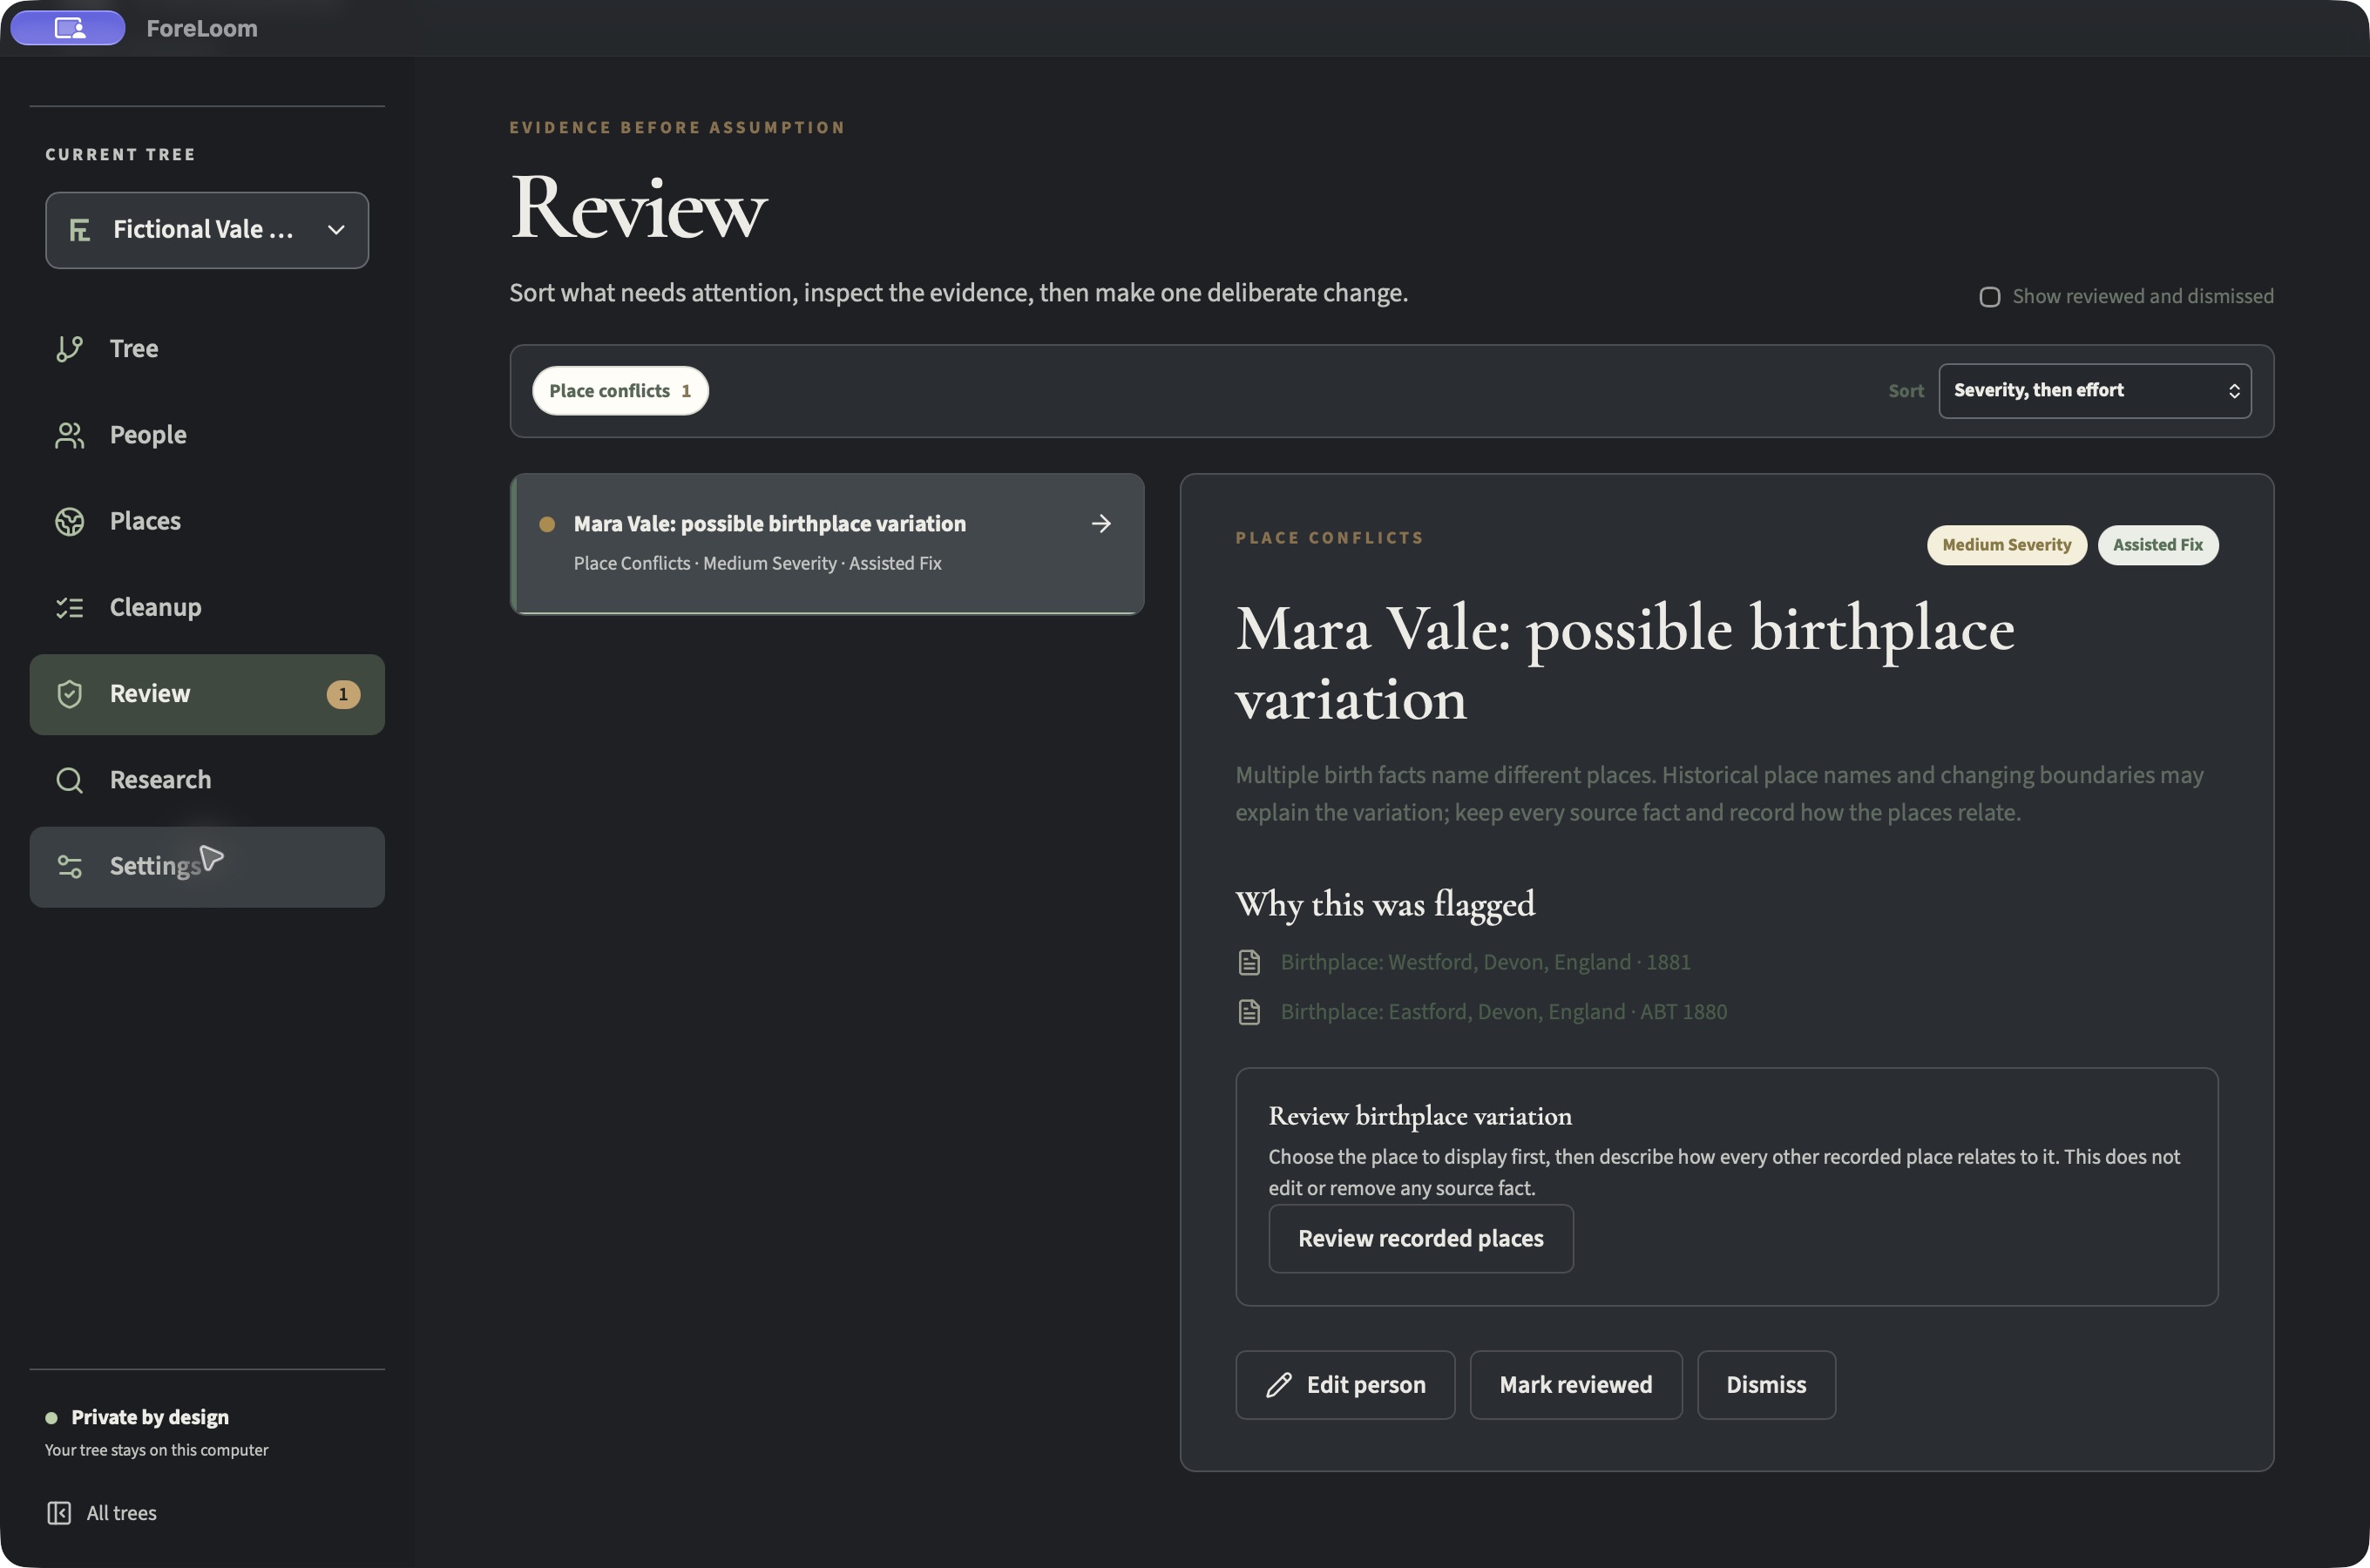 ForeLoom
CURRENT TREE
Fictional Vale ...
Tree
People
Places
Cleanup
Review 1
Research
Settings
Private by design
Your tree stays on this computer
All trees
EVIDENCE BEFORE ASSUMPTION
Review
Sort what needs attention, inspect the evidence, then make one deliberate change.
Show reviewed and dismissed
Place conflicts 1
Sort Severity, then effort
Mara Vale: possible birthplace variation
Place Conflicts · Medium Severity · Assisted Fix
PLACE CONFLICTS
Medium Severity
Assisted Fix
Mara Vale: possible birthplace
variation
Multiple birth facts name different places. Historical place names and changing boundaries may
explain the variation; keep every source fact and record how the places relate.
Why this was flagged
Birthplace: Westford, Devon, England · 1881
Birthplace: Eastford, Devon, England · ABT 1880
Review birthplace variation
Choose the place to display first, then describe how every other recorded place relates to it. This does not
edit or remove any source fact.
Review recorded places
Edit person
Mark reviewed
Dismiss